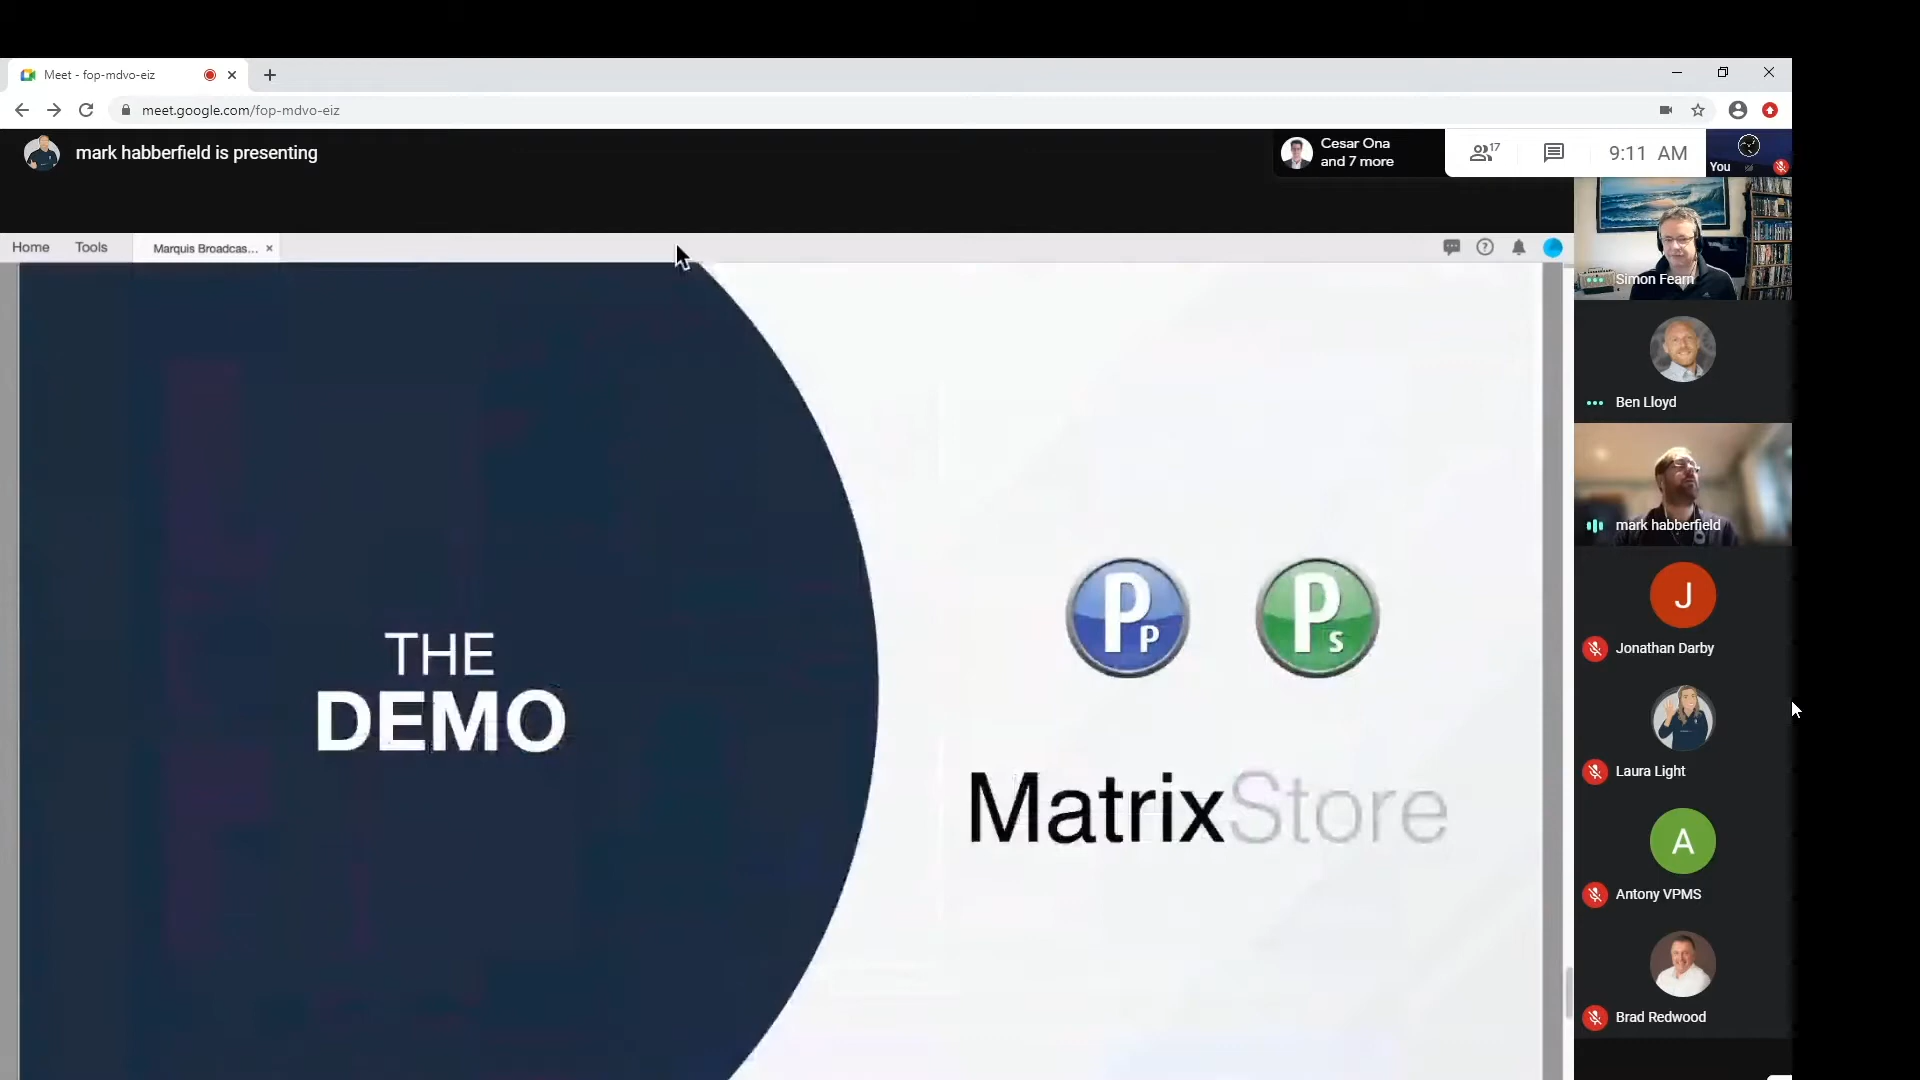 Meet - fop-mdvo-eiz
meet.google.com/fop-mdvo-eiz
mark habberfield is presenting
Cesar Ona
and 7 more
17
9:11 AM
You
Home
Tools
Marquis Broadcas...
Simon Fearn
Ben Lloyd
mark habberfield
THE
DEMO
Pp
Ps
MatrixStore
J
Jonathan Darby
Laura Light
A
Antony VPMS
Brad Redwood